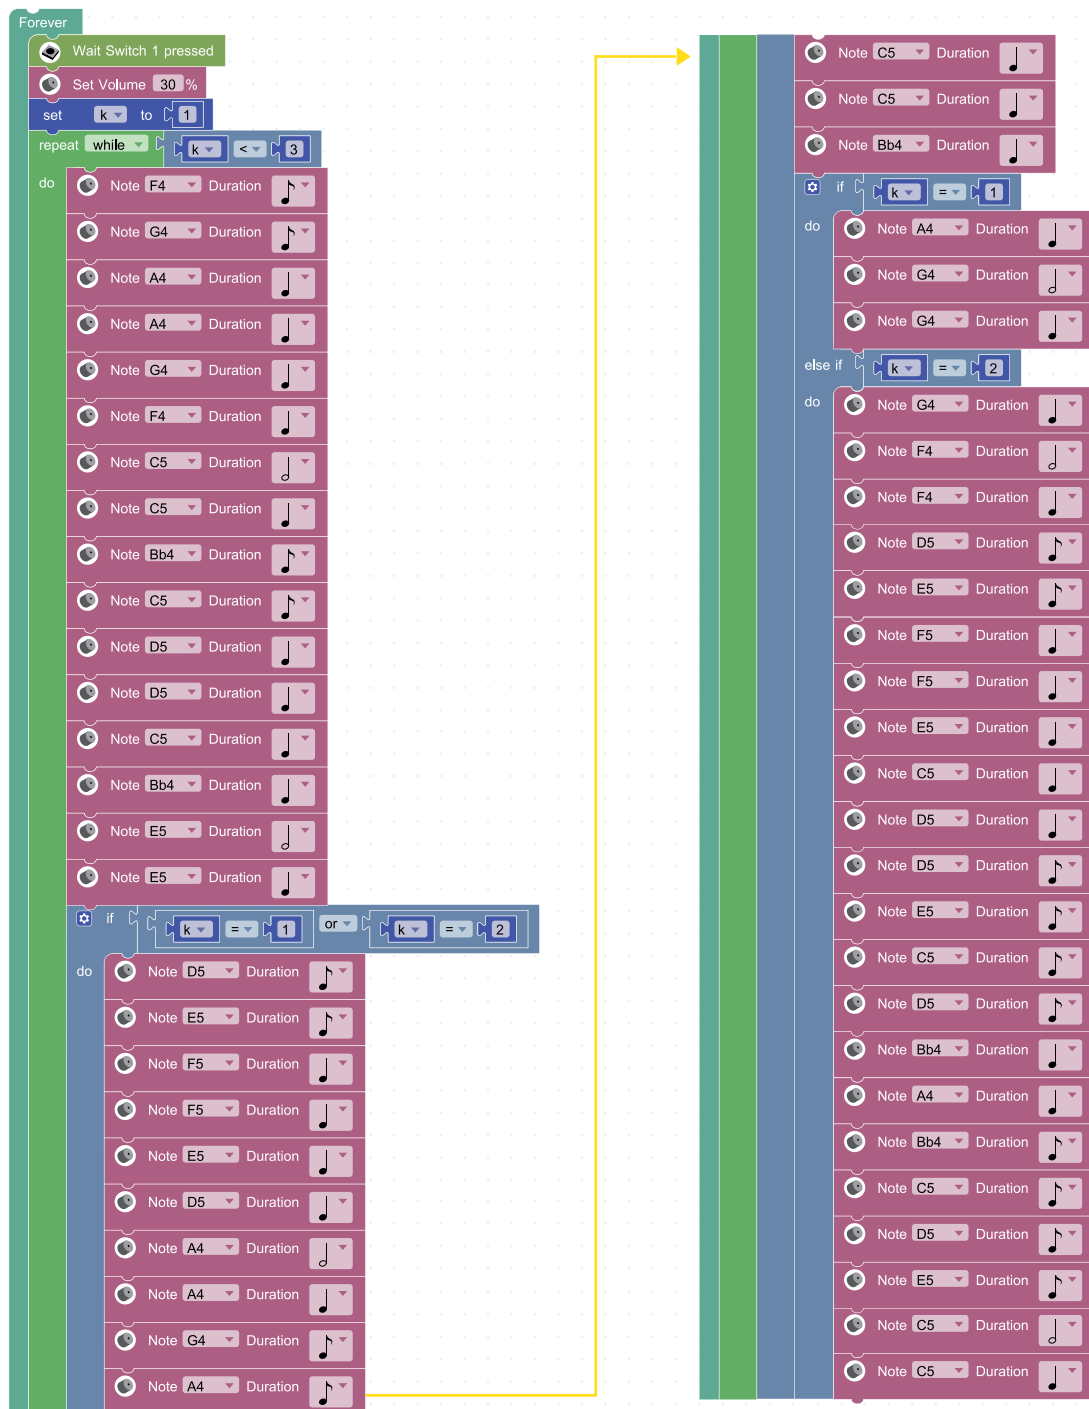 Forever
Wait Switch 1 pressed
Set Volume 30 %
set k to 1
repeat while k < 3
do Note F4 Duration
Note G4 Duration
Note A4 Duration
Note A4 Duration
Note G4 Duration
Note F4 Duration
Note C5 Duration
Note C5 Duration
Note Bb4 Duration
Note C5 Duration
Note D5 Duration
Note D5 Duration
Note C5 Duration
Note Bb4 Duration
Note E5 Duration
Note E5 Duration
if k = 1 or k = 2
do Note D5 Duration
Note E5 Duration
Note F5 Duration
Note F5 Duration
Note E5 Duration
Note D5 Duration
Note A4 Duration
Note A4 Duration
Note G4 Duration
Note A4 Duration
Note C5 Duration
Note C5 Duration
Note Bb4 Duration
if k = 1
do Note A4 Duration
Note G4 Duration
Note G4 Duration
else if k = 2
do Note G4 Duration
Note F4 Duration
Note F4 Duration
Note D5 Duration
Note E5 Duration
Note F5 Duration
Note F5 Duration
Note E5 Duration
Note C5 Duration
Note D5 Duration
Note D5 Duration
Note E5 Duration
Note C5 Duration
Note D5 Duration
Note Bb4 Duration
Note A4 Duration
Note Bb4 Duration
Note C5 Duration
Note D5 Duration
Note E5 Duration
Note C5 Duration
Note C5 Duration